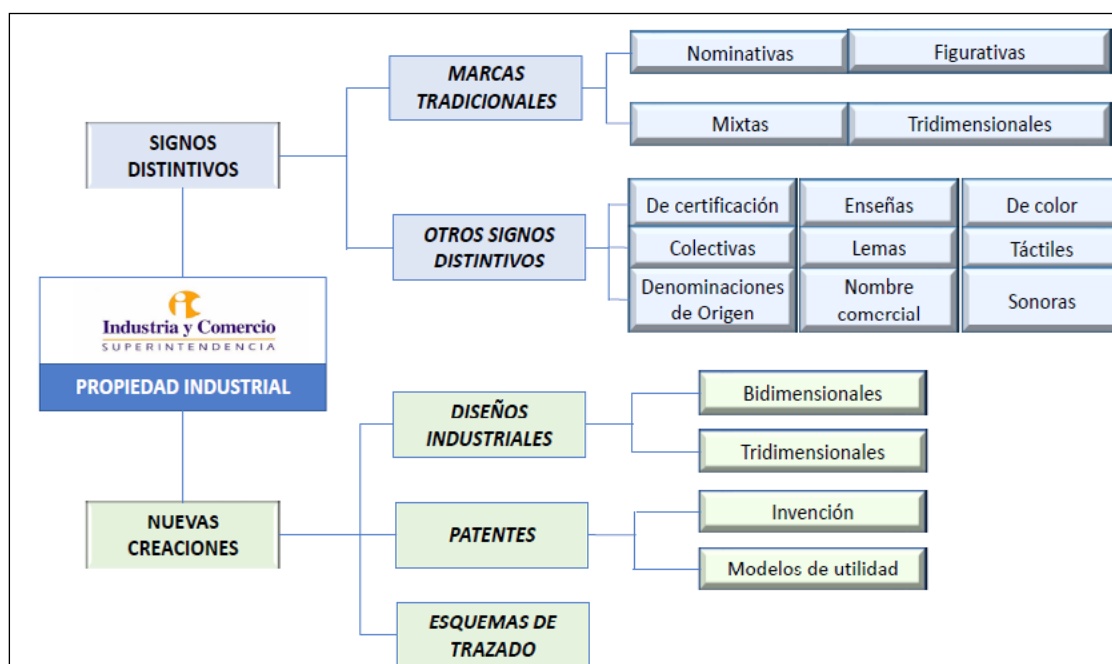 MARCAS
TRADICIONALES
Nominativas
Figurativas
Mixtas
Tridimensionales
SIGNOS
DISTINTIVOS
OTROS SIGNOS
DISTINTIVOS
De certificación
Enseñas
De color
Colectivas
Lemas
Táctiles
Denominaciones
de Origen
Nombre
comercial
Sonoras
Industria y Comercio
SUPERINTENDENCIA
PROPIEDAD INDUSTRIAL
DISEÑOS
INDUSTRIALES
Bidimensionales
Tridimensionales
NUEVAS
CREACIONES
PATENTES
Invención
Modelos de utilidad
ESQUEMAS DE
TRAZADO